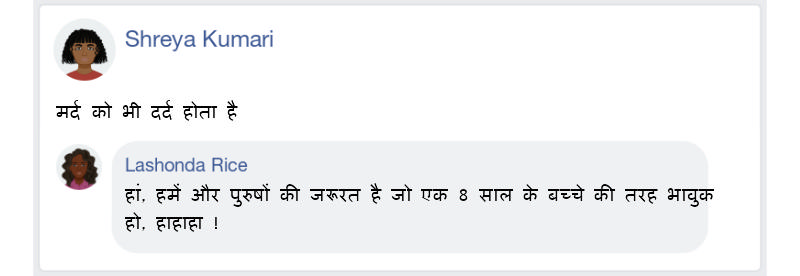 Shreya Kumari
मर्द को भी दर्द होता है
Lashonda Rice
हां, हमें और पुरुषों की जरूरत है जो एक 8 साल के बच्चे की तरह भावुक
हो, हाहाहा !